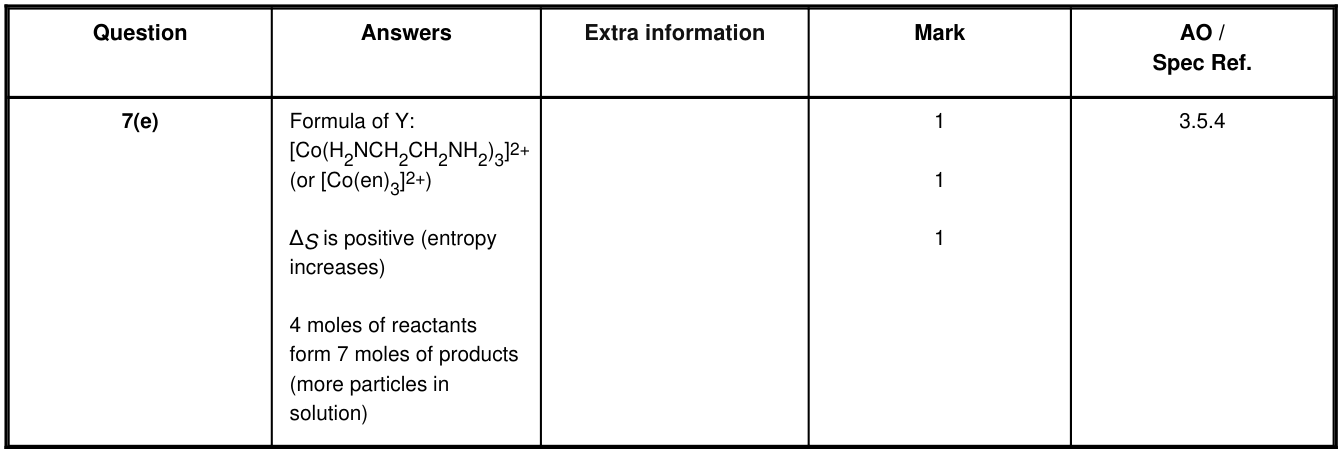 Question Answers Extra information Mark AO /
Spec Ref.
7(e) Formula of Y: 1 3.5.4
[Co(H₂NCH₂CH₂NH₂)₃]²⁺
(or [Co(en)₃]²⁺) 1
ΔS is positive (entropy 1
increases)
4 moles of reactants
form 7 moles of products
(more particles in
solution)